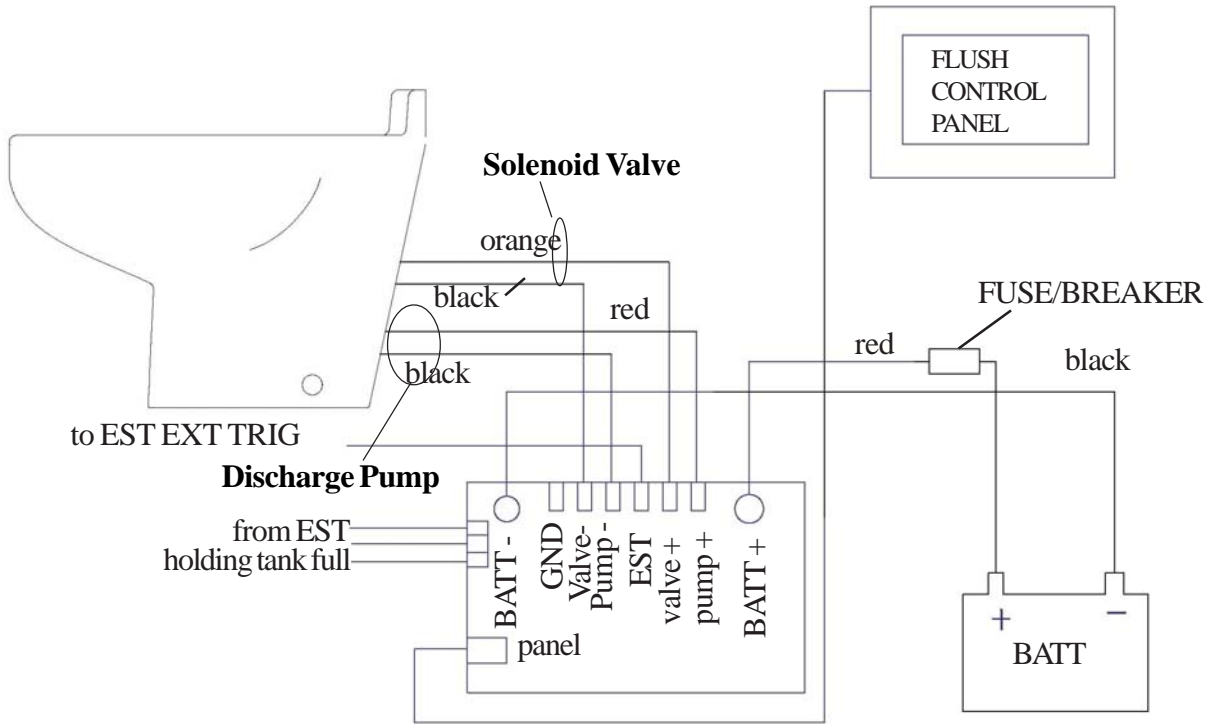 FLUSH
CONTROL
PANEL
Solenoid Valve
orange
black
red
FUSE/BREAKER
red
black
black
to EST EXT TRIG
Discharge Pump
from EST
holding tank full
BATT -
GND
Valve-
Pump -
EST
valve +
pump +
BATT +
panel
+
−
BATT